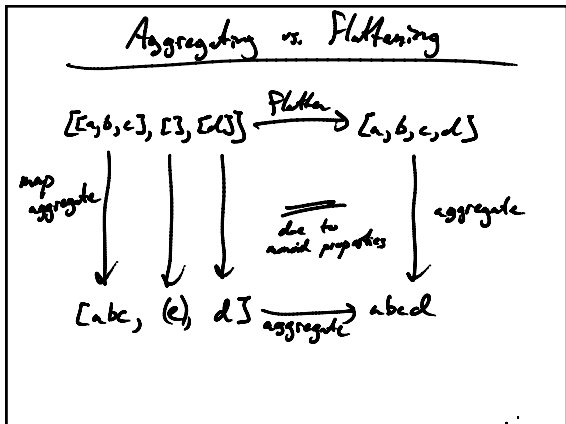 Aggregating vs. Flattening
[[a,b,c], [], [d]] flatten [a,b,c,d]
map
aggregate
aggregate
due to
monoid properties
[abc, (e), d] aggregate abcd